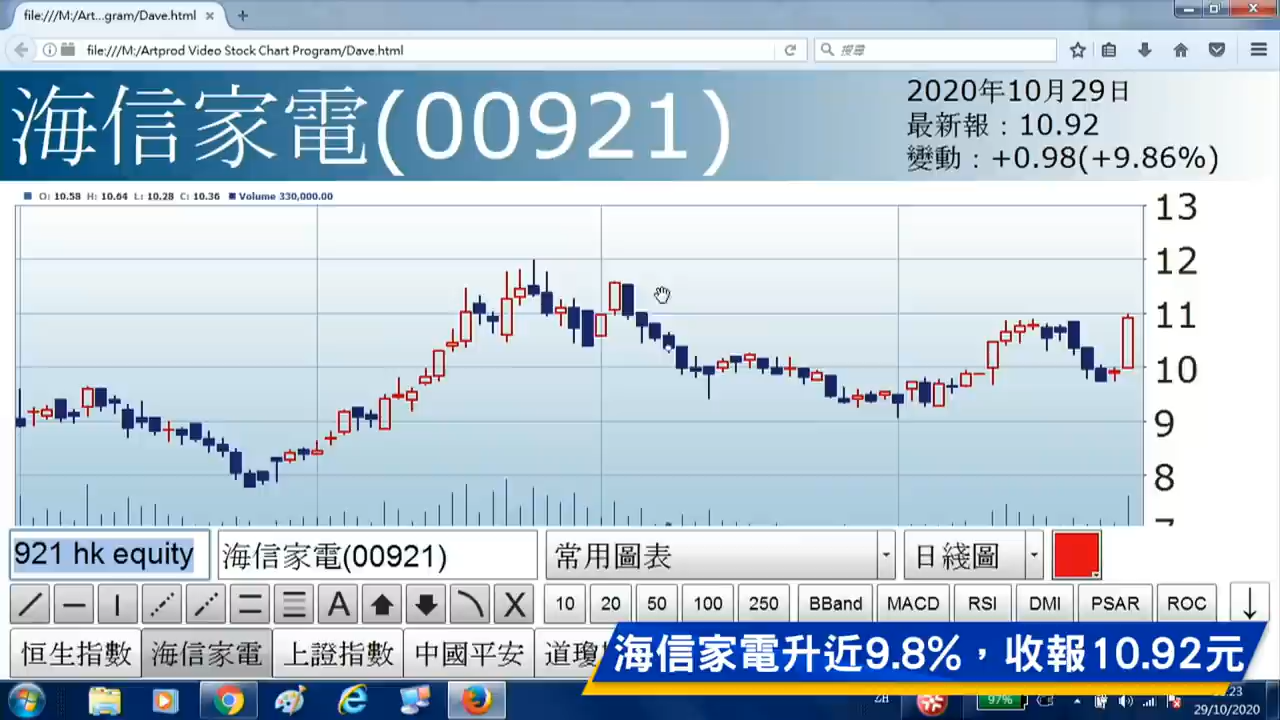 file:///M:/Art...gram/Dave.html
file:///M:/Artprod Video Stock Chart Program/Dave.html
搜尋
海信家電(00921)
2020年10月29日
最新報：10.92
變動：+0.98(+9.86%)
O: 10.58 H: 10.64 L: 10.28 C: 10.36 Volume 330,000.00
13
12
11
10
9
8
7
921 hk equity
海信家電(00921)
常用圖表
日綫圖
A
X
10
20
50
100
250
BBand
MACD
RSI
DMI
PSAR
ROC
恒生指數
海信家電
上證指數
中國平安
道瓊
海信家電升近9.8%，收報10.92元
ZH
97%
29/10/2020